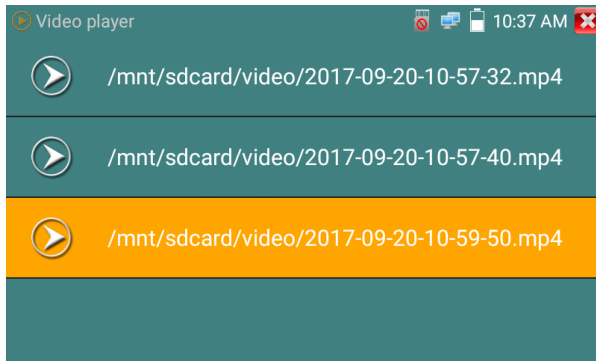 Video player 10:37 AM
/mnt/sdcard/video/2017-09-20-10-57-32.mp4
/mnt/sdcard/video/2017-09-20-10-57-40.mp4
/mnt/sdcard/video/2017-09-20-10-59-50.mp4